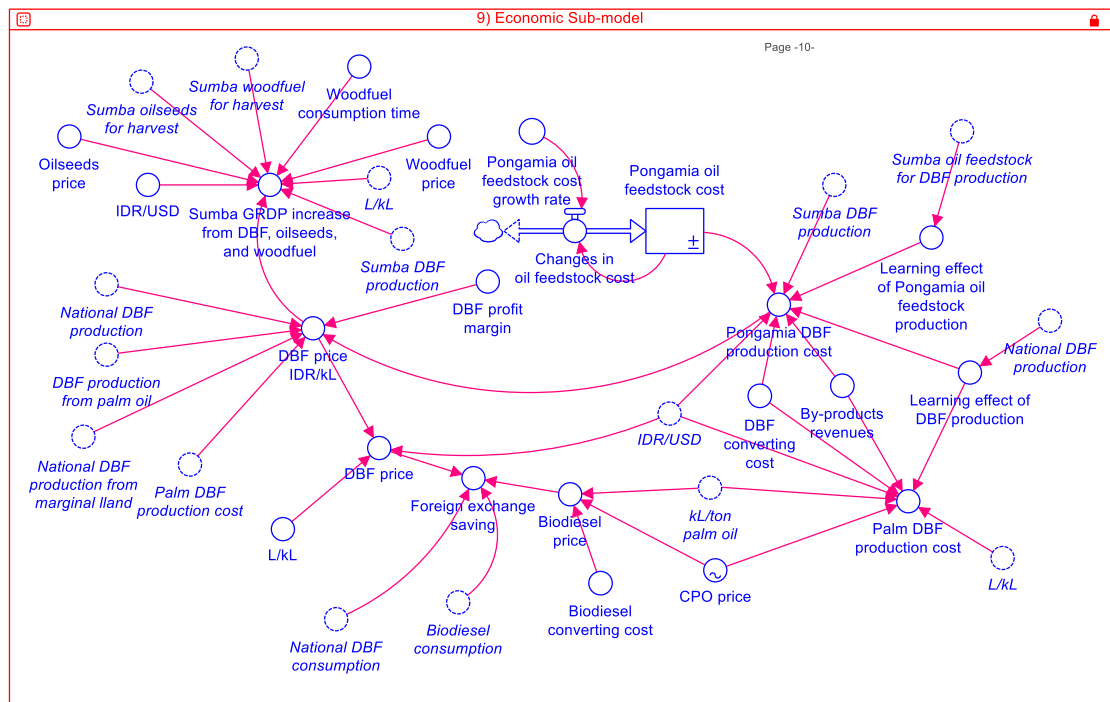 9) Economic Sub-model
Page -10-
Sumba woodfuel
for harvest
Sumba oilseeds
for harvest
Woodfuel
consumption time
Oilseeds
price
IDR/USD
Woodfuel
price
L/kL
Sumba GRDP increase
from DBF, oilseeds,
and woodfuel
Sumba DBF
production
Pongamia oil
feedstock cost
growth rate
Pongamia oil
feedstock cost
Changes in
oil feedstock cost
Sumba oil feedstock
for DBF production
Sumba DBF
production
Learning effect
of Pongamia oil
feedstock
production
National DBF
production
DBF profit
margin
DBF price
IDR/kL
Pongamia DBF
production cost
National DBF
production
DBF production
from palm oil
Learning effect of
DBF production
By-products
revenues
DBF
converting
cost
IDR/USD
National DBF
production from
marginal lland
Palm DBF
production cost
DBF price
Foreign exchange
saving
Biodiesel
price
kL/ton
palm oil
Palm DBF
production cost
L/kL
CPO price
L/kL
Biodiesel
converting cost
National DBF
consumption
Biodiesel
consumption